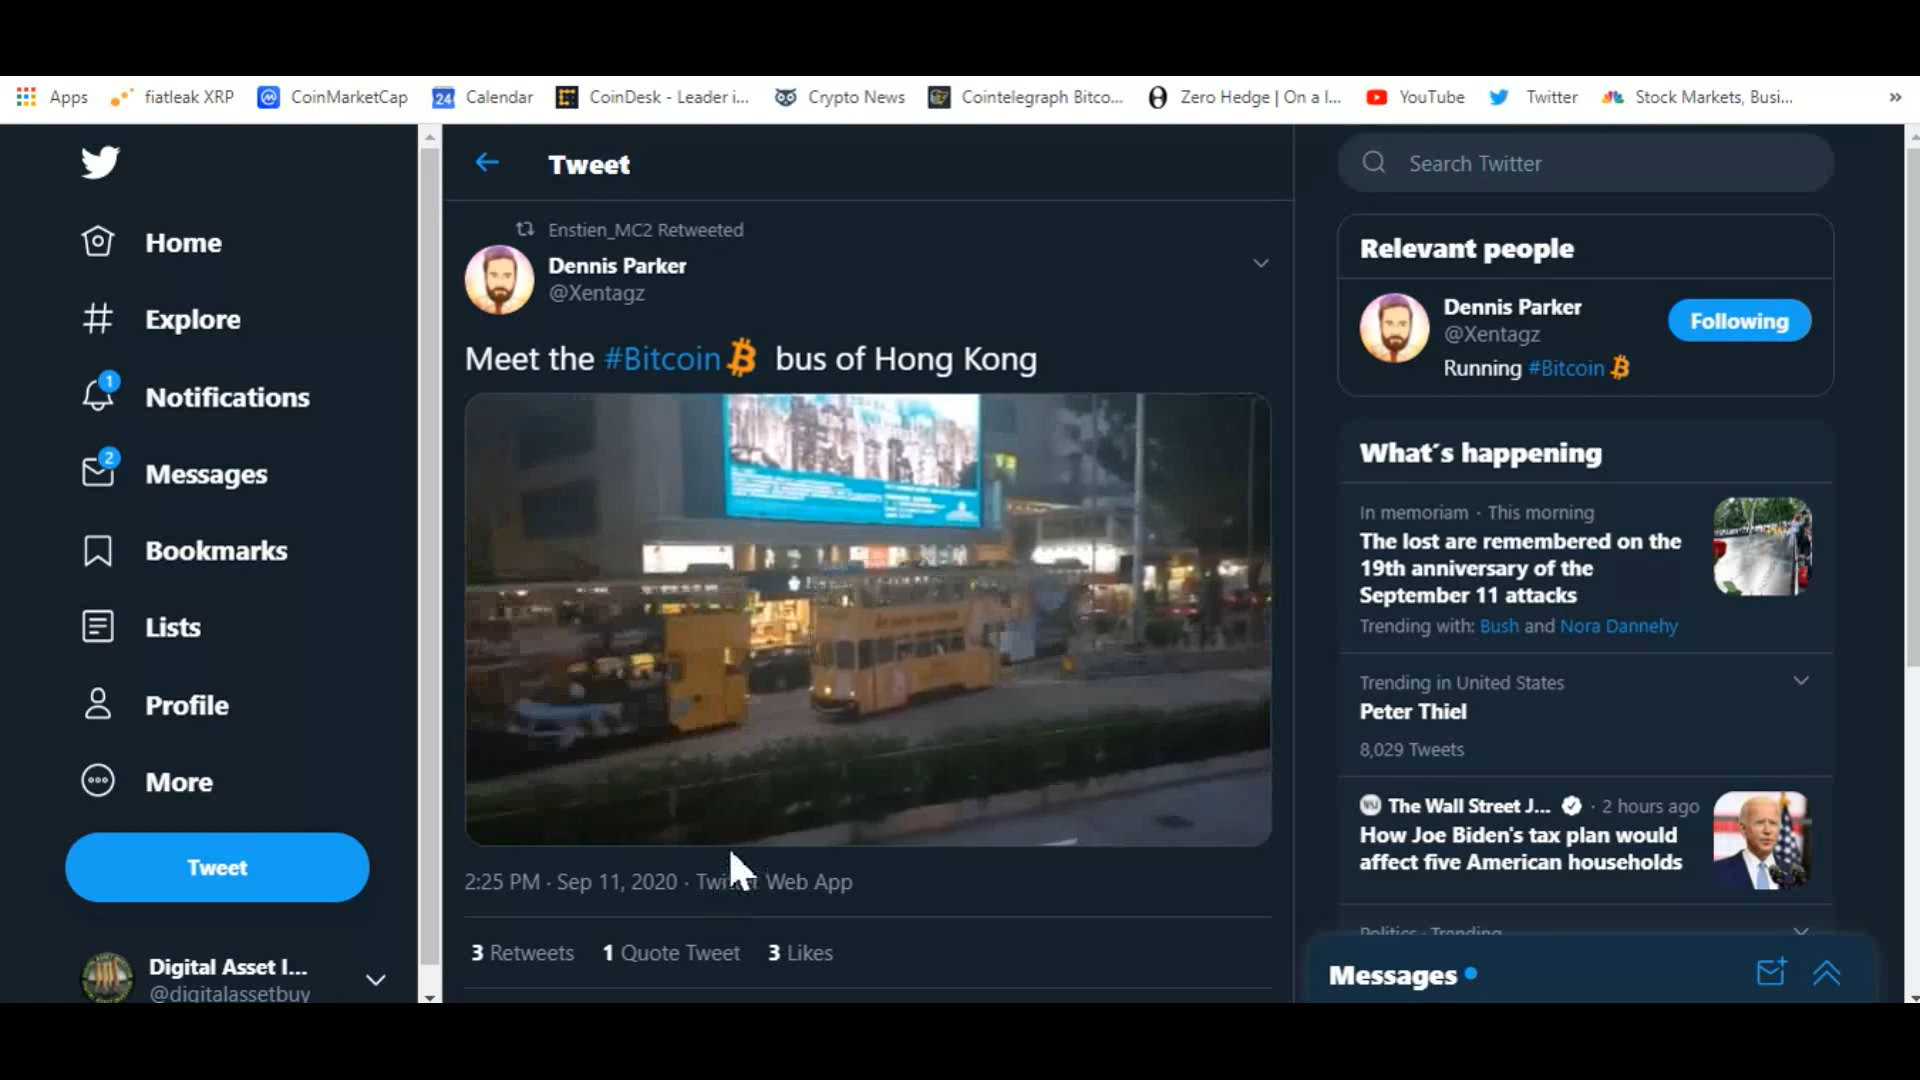 Apps
fiatleak XRP
CoinMarketCap
24
Calendar
CoinDesk - Leader i...
Crypto News
Cointelegraph Bitco...
Zero Hedge | On a l...
YouTube
Twitter
Stock Markets, Busi...
»
Home
Explore
1
Notifications
2
Messages
Bookmarks
Lists
Profile
More
Tweet
Digital Asset I...
@digitalassetbuy
Tweet
Enstien_MC2 Retweeted
Dennis Parker
@Xentagz
Meet the #Bitcoin bus of Hong Kong
2:25 PM · Sep 11, 2020 · Twitter Web App
3 Retweets 1 Quote Tweet 3 Likes
Search Twitter
Relevant people
Dennis Parker
@Xentagz
Following
Running #Bitcoin
What´s happening
In memoriam · This morning
The lost are remembered on the
19th anniversary of the
September 11 attacks
Trending with: Bush and Nora Dannehy
Trending in United States
Peter Thiel
8,029 Tweets
The Wall Street J... · 2 hours ago
How Joe Biden's tax plan would
affect five American households
Politics · Trending
Messages